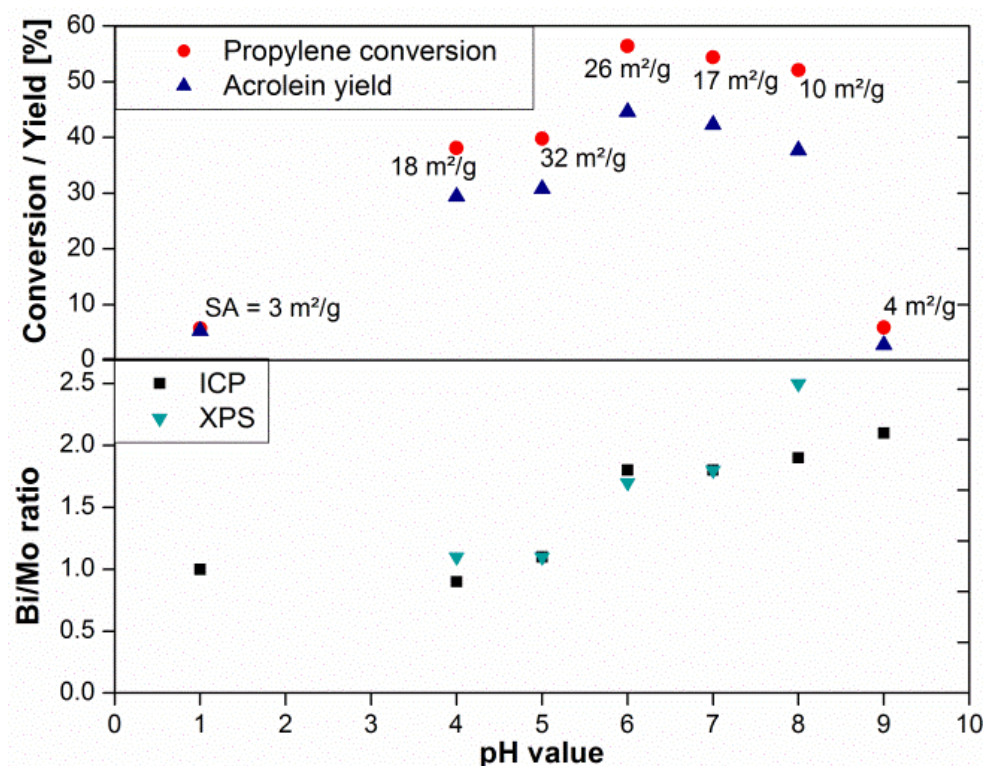 60
50
40
30
20
10
0
Conversion / Yield [%]
Propylene conversion
Acrolein yield
SA = 3 m²/g
18 m²/g
32 m²/g
26 m²/g
17 m²/g
10 m²/g
4 m²/g
2.5
2.0
1.5
1.0
0.5
0.0
Bi/Mo ratio
ICP
XPS
0 1 2 3 4 5 6 7 8 9 10
pH value